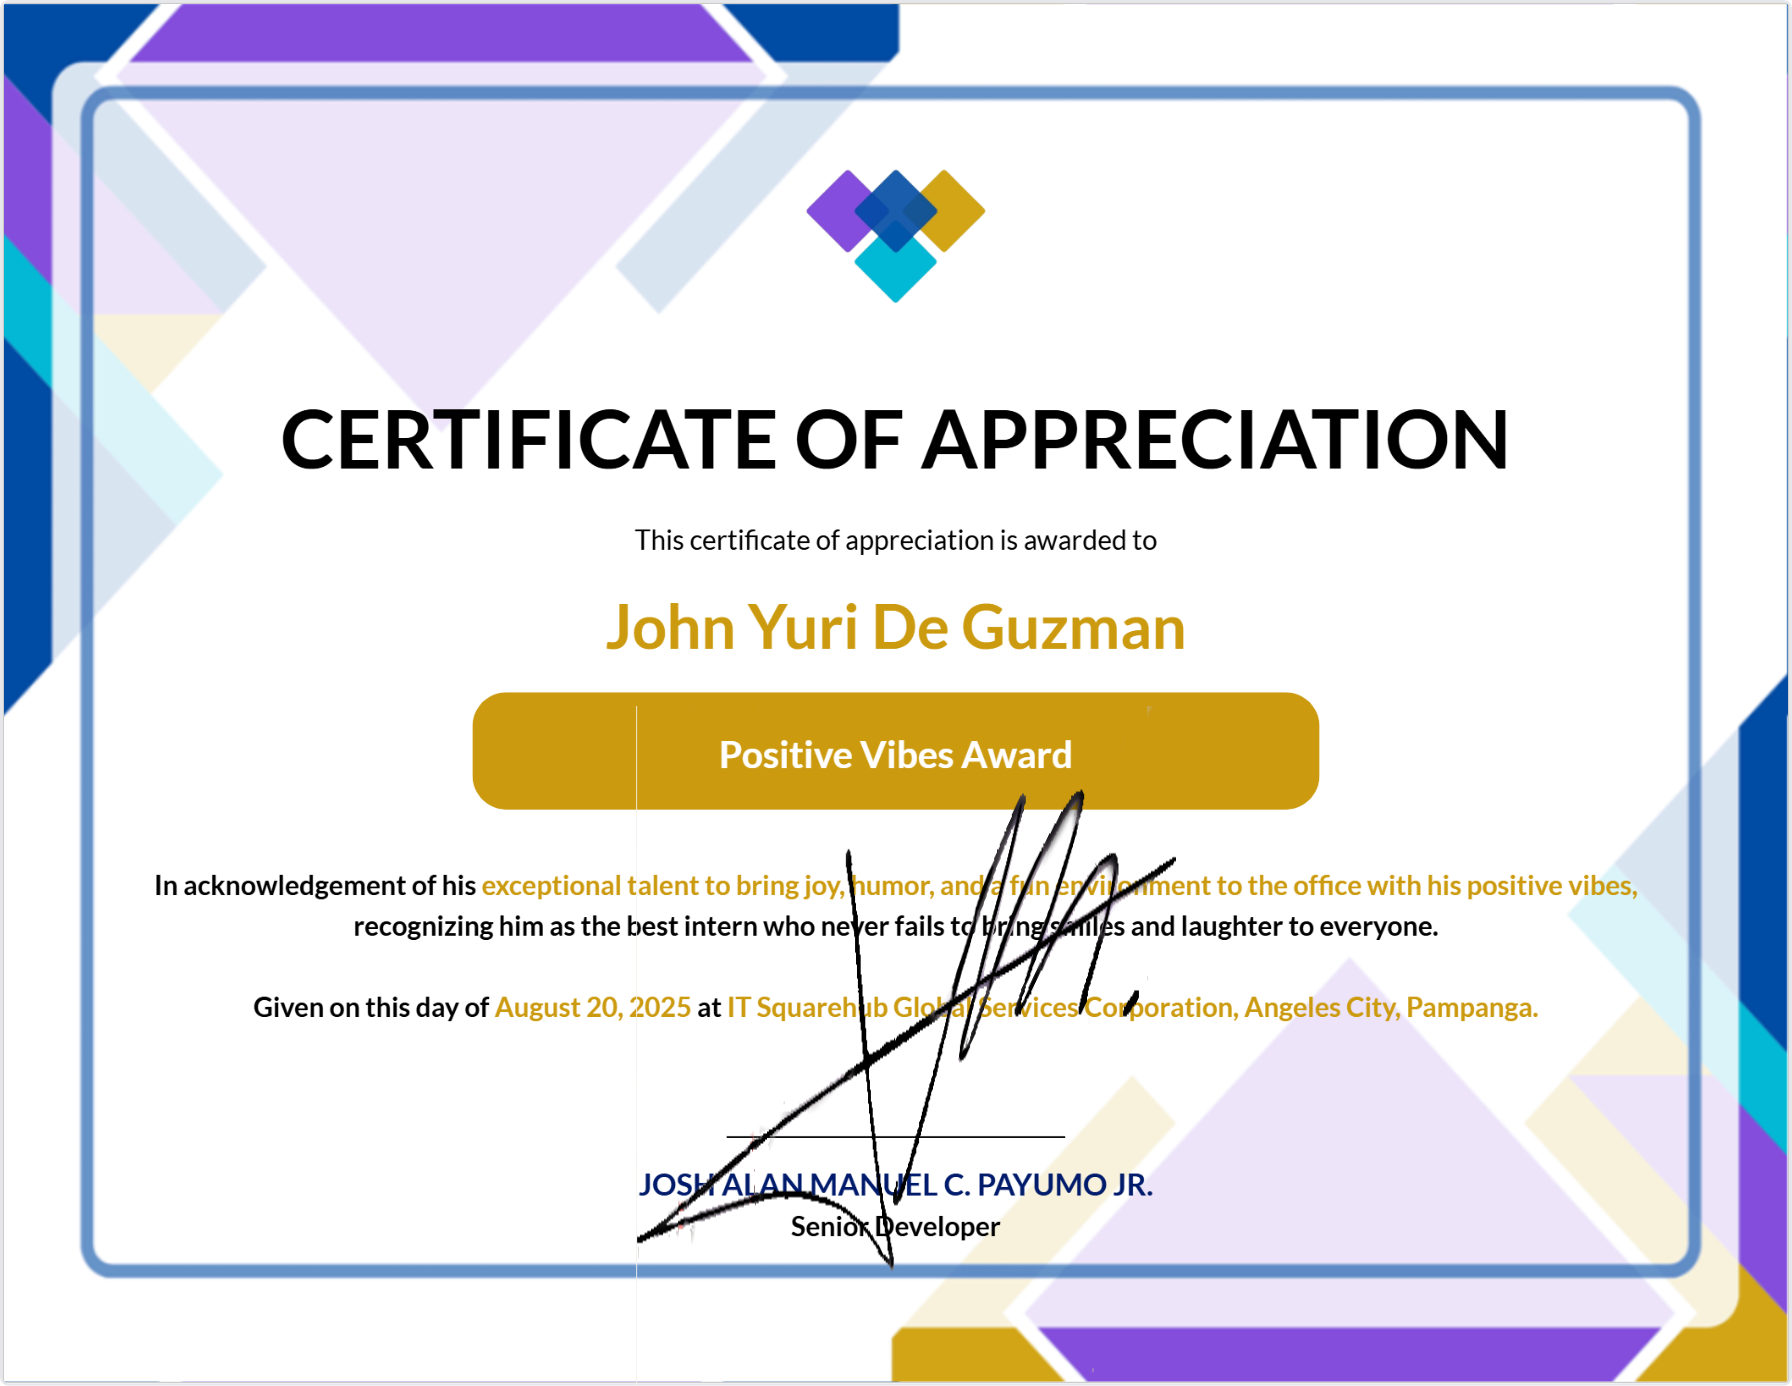 CERTIFICATE OF APPRECIATION
This certificate of appreciation is awarded to
John Yuri De Guzman
Positive Vibes Award
In acknowledgement of his exceptional talent to bring joy, humor, and a fun environment to the office with his positive vibes,
recognizing him as the best intern who never fails to bring smiles and laughter to everyone.
Given on this day of August 20, 2025 at IT Squarehub Global Services Corporation, Angeles City, Pampanga.
JOSH ALAN MANUEL C. PAYUMO JR.
Senior Developer